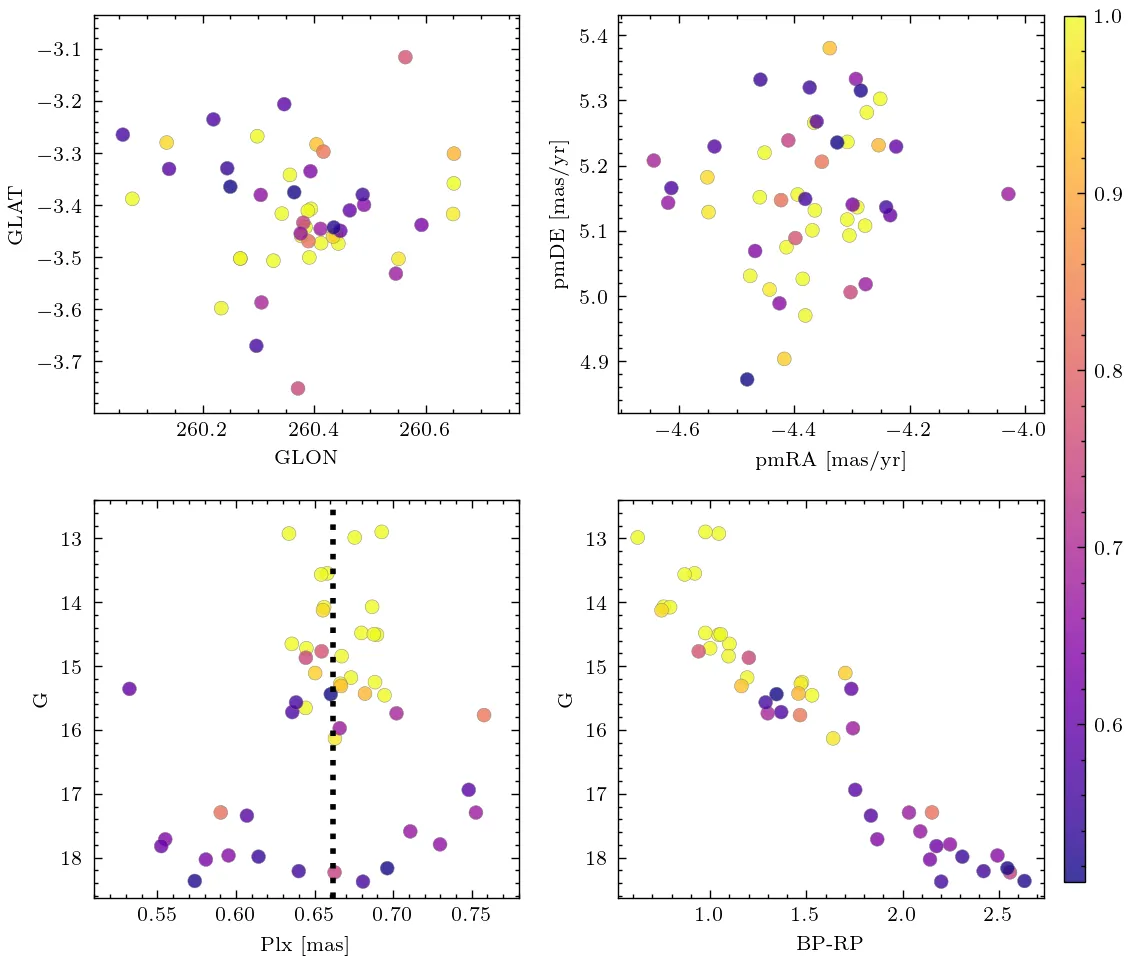 −3.1
−3.2
−3.3
−3.4
−3.5
−3.6
−3.7
GLAT
260.2 260.4 260.6
GLON
5.4
5.3
5.2
5.1
5.0
4.9
pmDE [mas/yr]
−4.6 −4.4 −4.2 −4.0
pmRA [mas/yr]
13
14
15
16
17
18
G
0.55 0.60 0.65 0.70 0.75
Plx [mas]
13
14
15
16
17
18
G
1.0 1.5 2.0 2.5
BP-RP
1.0
0.9
0.8
0.7
0.6